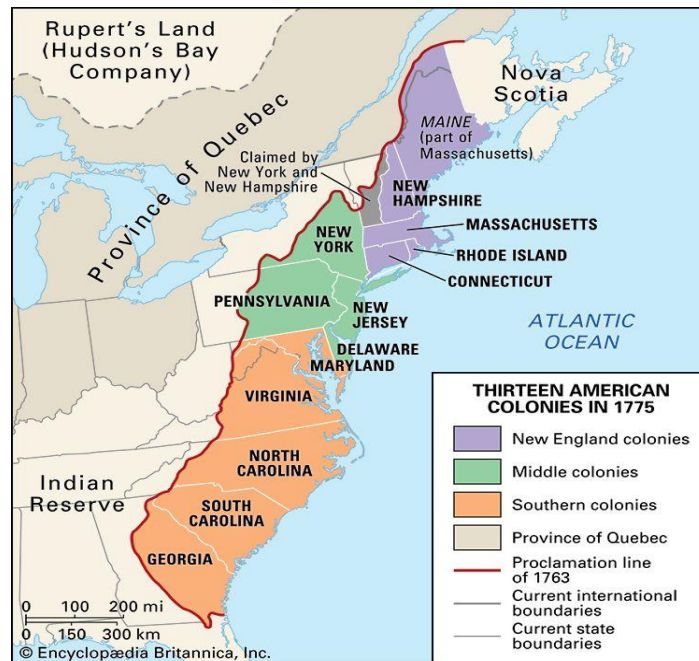 Rupert's Land
(Hudson's Bay
Company)
Nova
Scotia
Province of Quebec
MAINE
(part of
Massachusetts)
Claimed by
New York and
New Hampshire
NEW
HAMPSHIRE
MASSACHUSETTS
NEW
YORK
RHODE ISLAND
CONNECTICUT
PENNSYLVANIA
NEW
JERSEY
ATLANTIC
OCEAN
DELAWARE
MARYLAND
VIRGINIA
NORTH
CAROLINA
Indian
Reserve
SOUTH
CAROLINA
GEORGIA
THIRTEEN AMERICAN
COLONIES IN 1775
New England colonies
Middle colonies
Southern colonies
Province of Quebec
Proclamation line
of 1763
Current international
boundaries
Current state
boundaries
0 100 200 mi
0 150 300 km
© Encyclopædia Britannica, Inc.